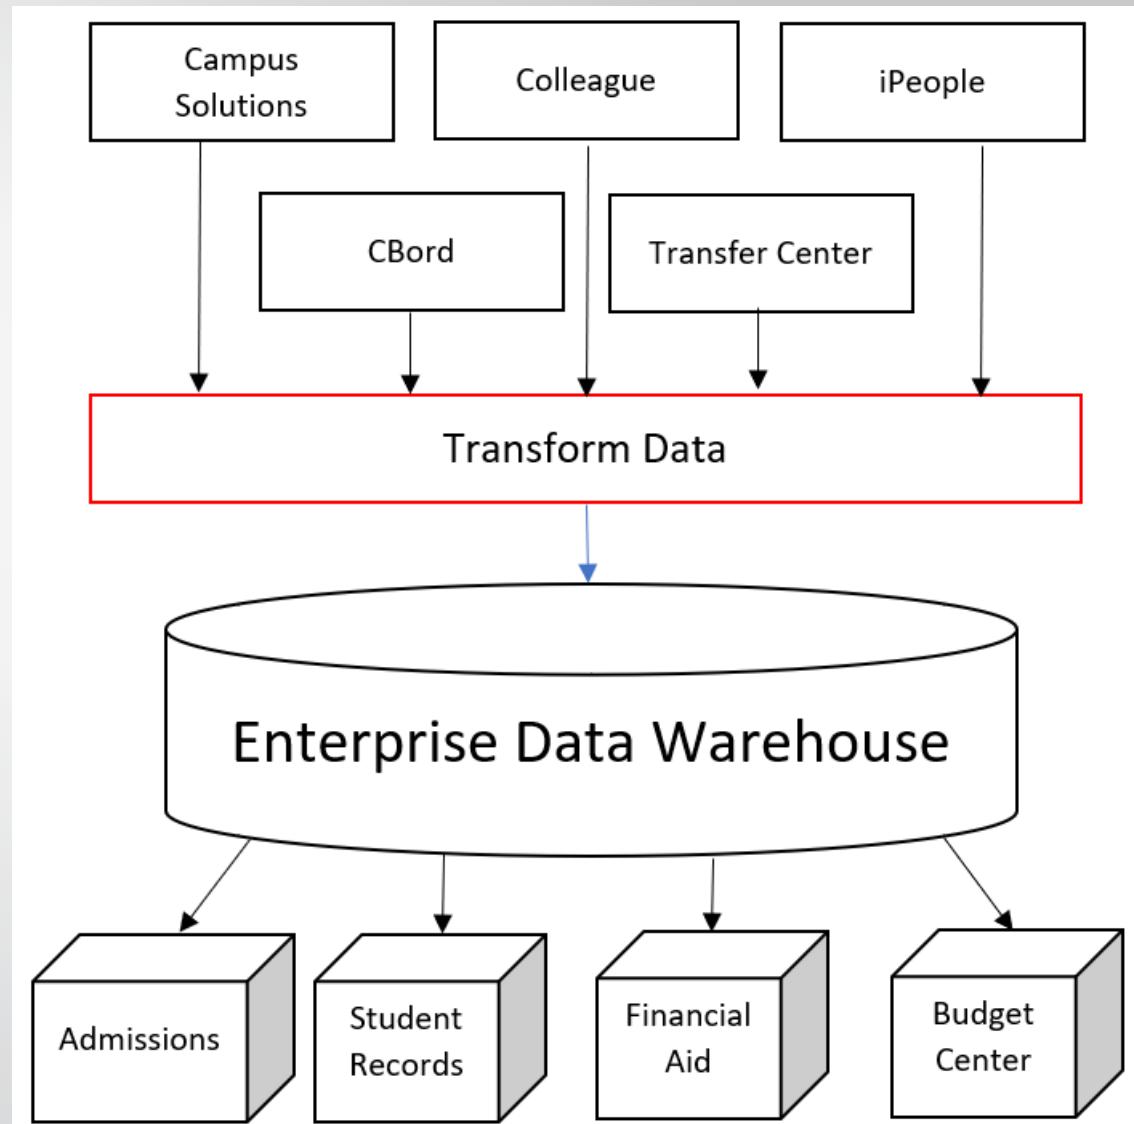 Campus
Solutions
Colleague
iPeople
CBord
Transfer Center
Transform Data
Enterprise Data Warehouse
Admissions
Student
Records
Financial
Aid
Budget
Center